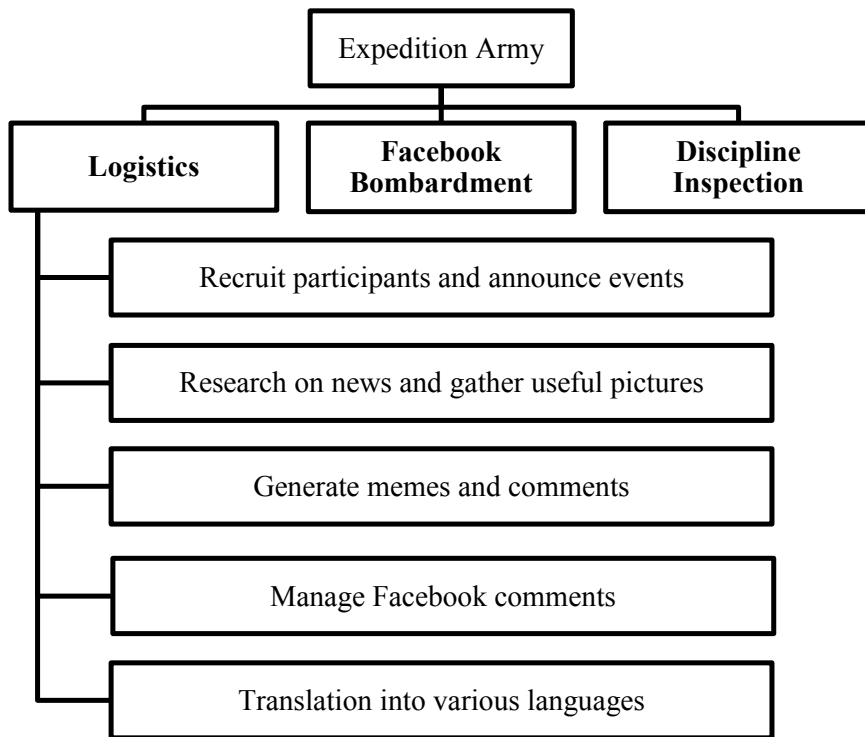 Expedition Army
Logistics
Facebook
Bombardment
Discipline
Inspection
Recruit participants and announce events
Research on news and gather useful pictures
Generate memes and comments
Manage Facebook comments
Translation into various languages